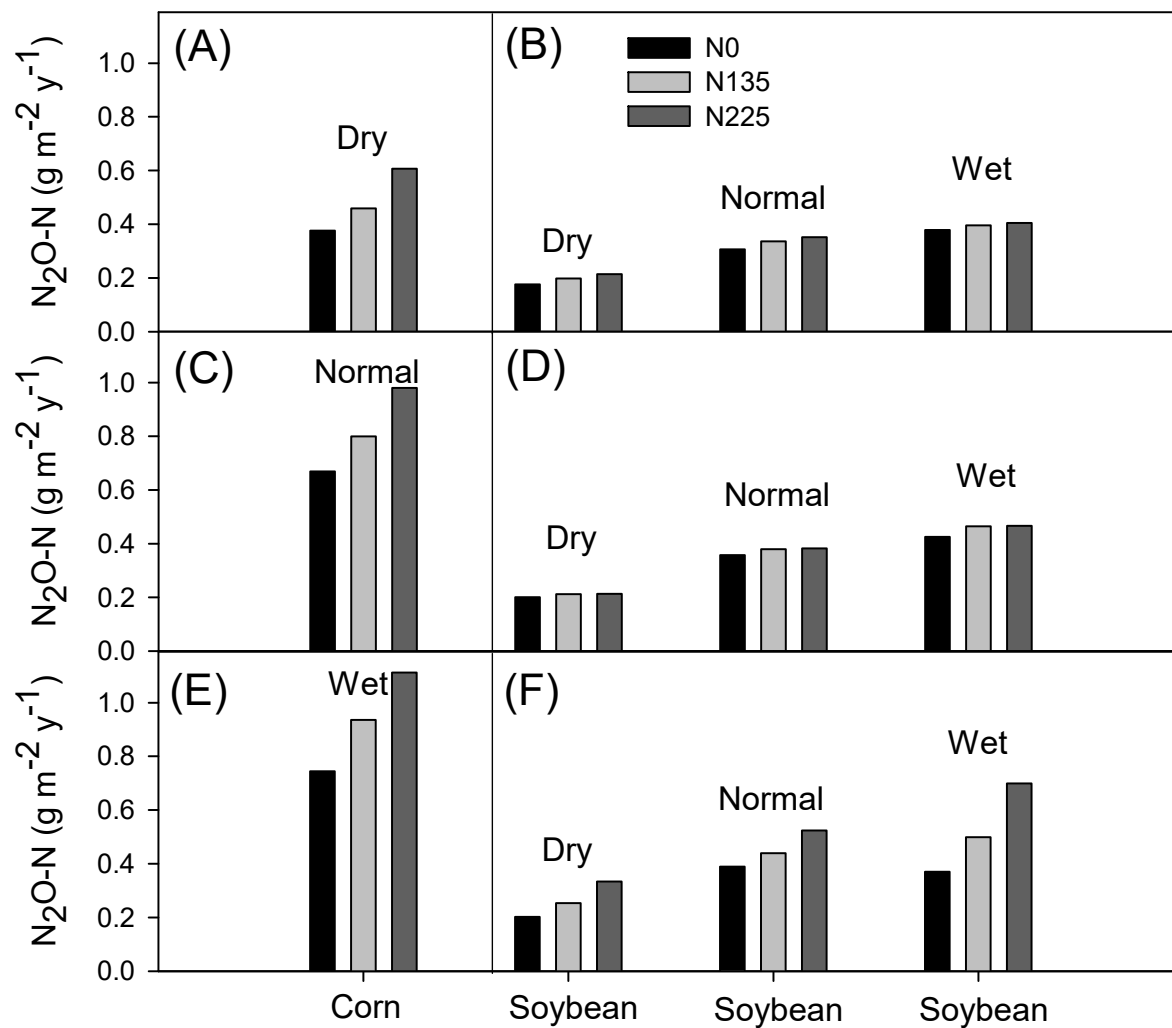 (A)
(B)
N0
N135
N225
Dry
Dry
Normal
Wet
N2O-N (g m-2 y-1)
1.0
0.8
0.6
0.4
0.2
0.0
(C)
Normal
(D)
Dry
Normal
Wet
N2O-N (g m-2 y-1)
1.0
0.8
0.6
0.4
0.2
0.0
(E)
Wet
(F)
Dry
Normal
Wet
N2O-N (g m-2 y-1)
1.0
0.8
0.6
0.4
0.2
0.0
Corn
Soybean
Soybean
Soybean